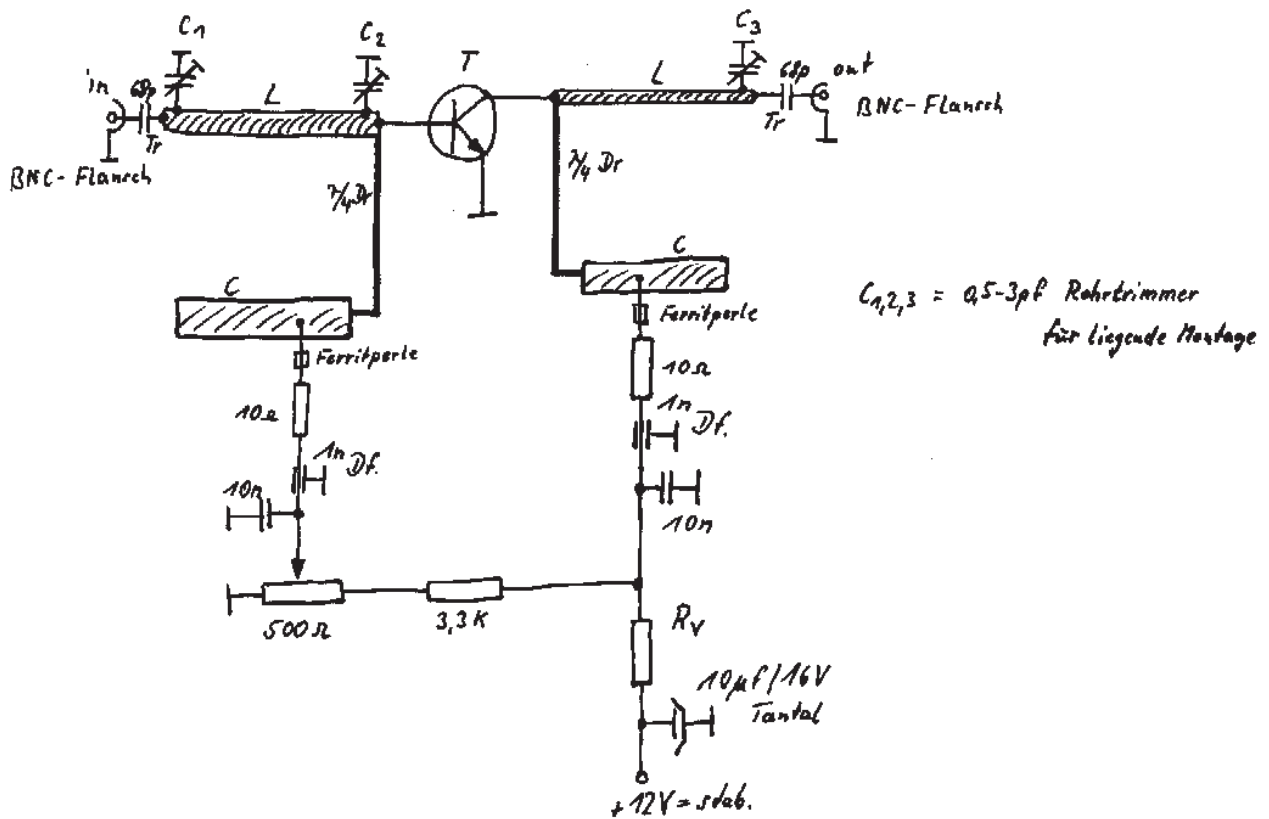 C1
C2
T
C3
in
68p
L
L
68p
out
Tr
Tr
BNC-Flansch
BNC-Flansch
λ/4 Dr
λ/4 Dr
C
C
Ferritperle
Ferritperle
C1,2,3 = 0,5-3pf Rohrtrimmer
für liegende Montage
10Ω
10Ω
1n Df.
1n Df.
10n
10n
500Ω
3,3K
RV
10µf/16V
Tantal
+12V= stab.